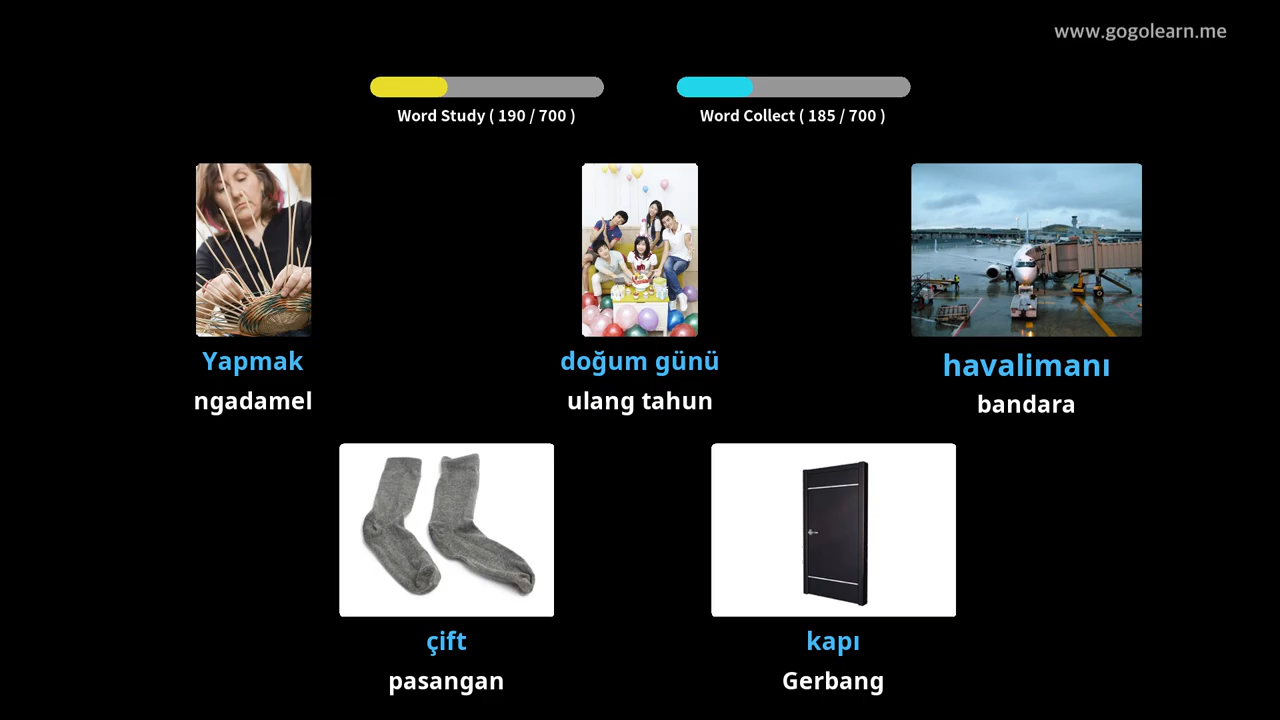 www.gogolearn.me
Word Study ( 190 / 700 )
Word Collect ( 185 / 700 )
Yapmak
ngadamel
doğum günü
ulang tahun
havalimanı
bandara
çift
pasangan
kapı
Gerbang